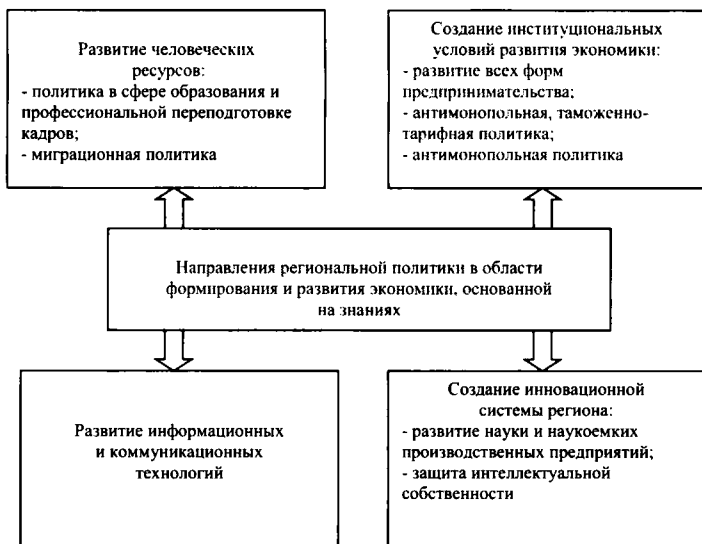 Развитие человеческих
ресурсов:
- политика в сфере образования и
профессиональной переподготовке
кадров;
- миграционная политика
Создание институциональных
условий развития экономики:
- развитие всех форм
предпринимательства;
- антимонопольная, таможенно-
тарифная политика;
- антимонопольная политика
Направления региональной политики в области
формирования и развития экономики, основанной
на знаниях
Развитие информационных
и коммуникационных
технологий
Создание инновационной
системы региона:
- развитие науки и наукоемких
производственных предприятий;
- защита интеллектуальной
собственности